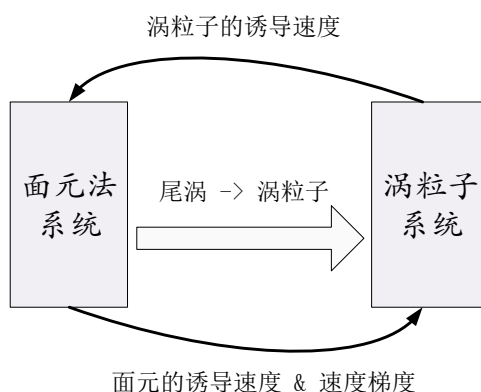 涡粒子的诱导速度
面元法
系统
尾涡 -> 涡粒子
涡粒子
系统
面元的诱导速度 & 速度梯度